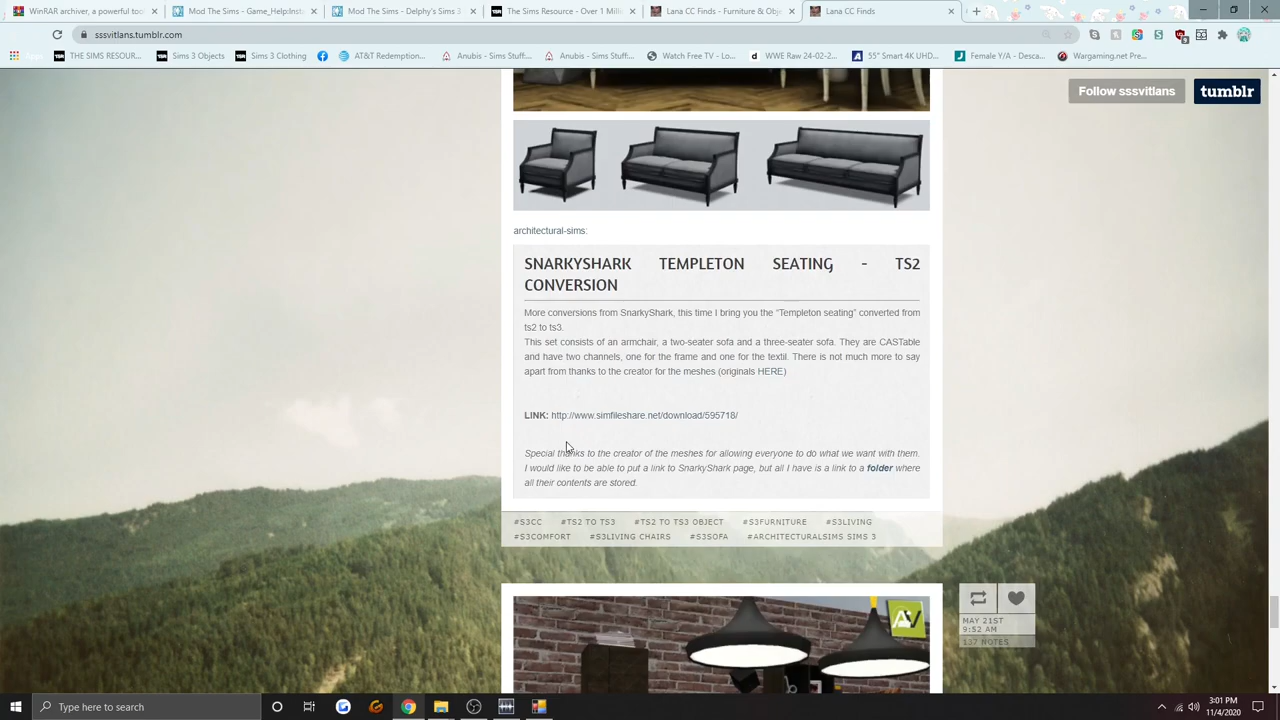 WinRAR archiver, a powerful too
Mod The Sims - Game_Help:Inst
Mod The Sims - Delphy's Sims 3
The Sims Resource - Over 1 Mill
Lana CC Finds - Furniture & Obj
Lana CC Finds
sssvitlans.tumblr.com
Apps
THE SIMS RESOUR...
Sims 3 Objects
Sims 3 Clothing
AT&T Redemption...
Anubis - Sims Stuff:...
Anubis - Sims Stuff:...
Watch Free TV - Lo...
WWE Raw 24-02-2...
55" Smart 4K UHD...
Female Y/A - Desca...
Wargaming.net Pre...
Follow sssvitlans
tumblr
architectural-sims:
SNARKYSHARK TEMPLETON SEATING - TS2
CONVERSION
More conversions from SnarkyShark, this time I bring you the "Templeton seating" converted from
ts2 to ts3.
This set consists of an armchair, a two-seater sofa and a three-seater sofa. They are CASTable
and have two channels, one for the frame and one for the textil. There is not much more to say
apart from thanks to the creator for the meshes (originals HERE)
LINK: http://www.simfileshare.net/download/595718/
Special thanks to the creator of the meshes for allowing everyone to do what we want with them.
I would like to be able to put a link to SnarkyShark page, but all I have is a link to a folder where
all their contents are stored.
#S3CC #TS2 TO TS3 #TS2 TO TS3 OBJECT #S3FURNITURE #S3LIVING
#S3COMFORT #S3LIVING CHAIRS #S3SOFA #ARCHITECTURALSIMS SIMS 3
MAY 21ST
9:52 AM
137 NOTES
Type here to search
3:01 PM
11/4/2020